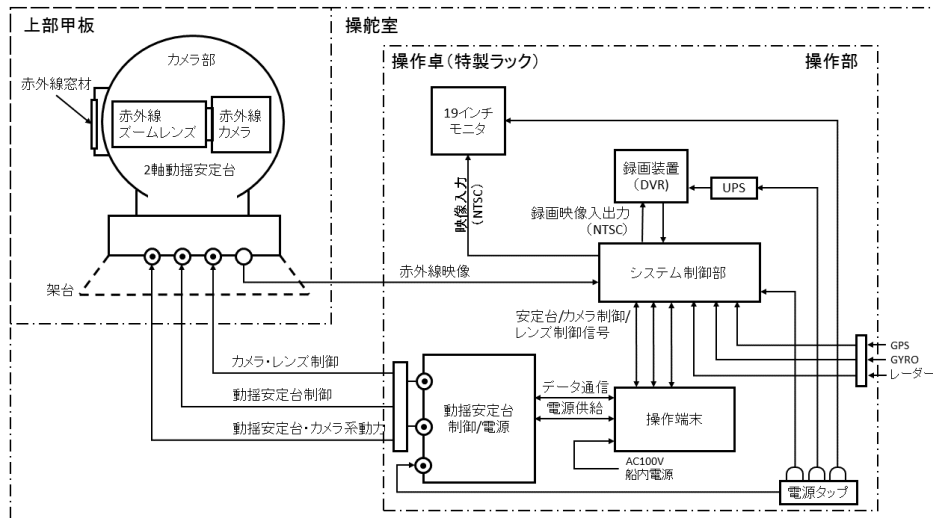 上部甲板
操舵室
カメラ部
赤外線窓材
赤外線
ズームレンズ
赤外線
カメラ
2軸動揺安定台
架台
操作卓(特製ラック)
操作部
19インチ
モニタ
録画装置
(DVR)
UPS
映像入力
(NTSC)
録画映像入出力
(NTSC)
システム制御部
赤外線映像
安定台/カメラ制御/
レンズ制御信号
GPS
GYRO
レーダー
カメラ・レンズ制御
動揺安定台制御
動揺安定台・カメラ系動力
動揺安定台
制御/電源
データ通信
電源供給
操作端末
AC100V
船内電源
電源タップ